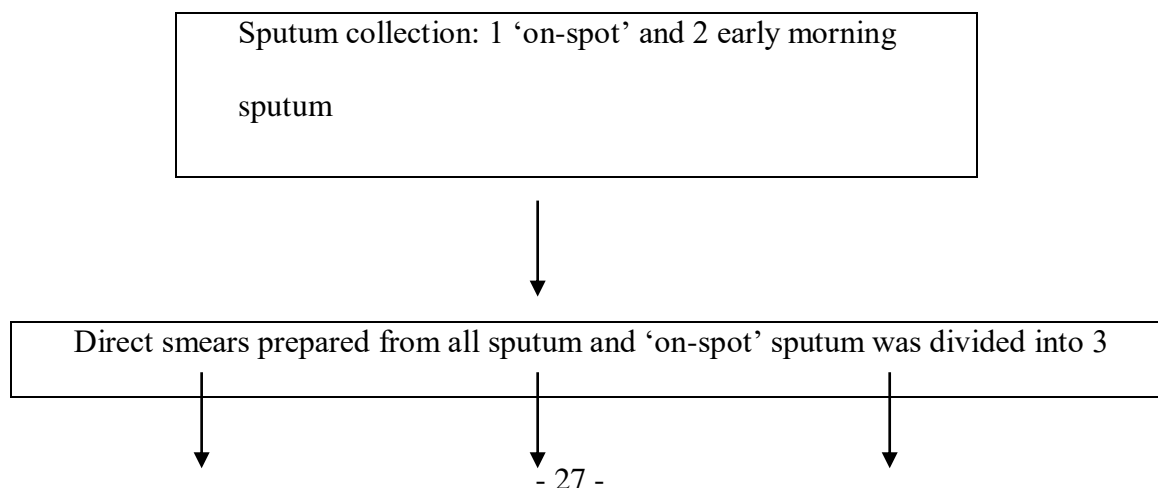 Sputum collection: 1 ‘on-spot’ and 2 early morning
sputum
Direct smears prepared from all sputum and ‘on-spot’ sputum was divided into 3
- 27 -